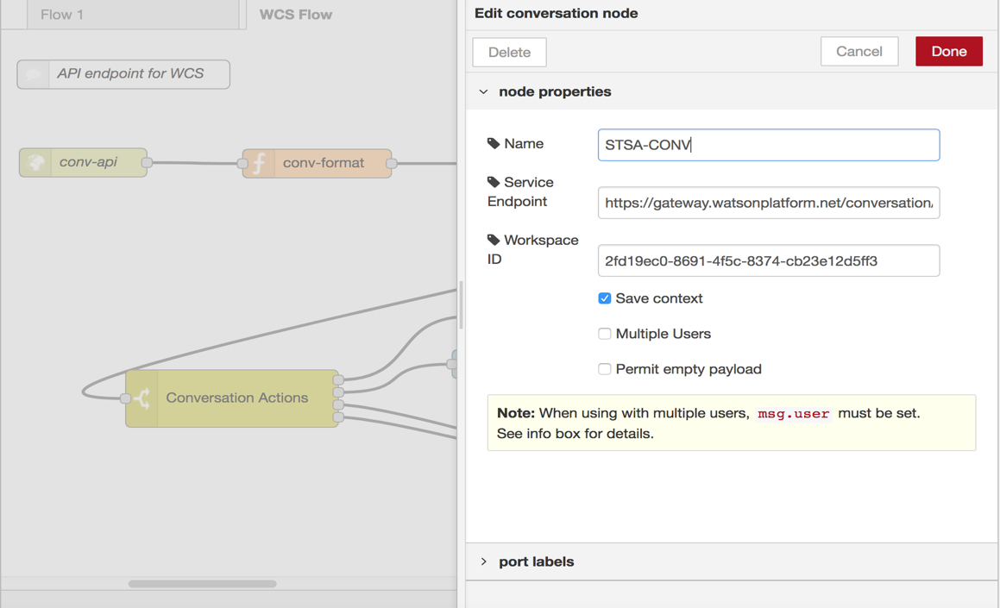 Flow 1
WCS Flow
API endpoint for WCS
conv-api
conv-format
Conversation Actions
Edit conversation node
Delete
Cancel
Done
node properties
Name
STSA-CONV
Service
Endpoint
https://gateway.watsonplatform.net/conversation/
Workspace
ID
2fd19ec0-8691-4f5c-8374-cb23e12d5ff3
Save context
Multiple Users
Permit empty payload
Note: When using with multiple users, msg.user must be set.
See info box for details.
port labels